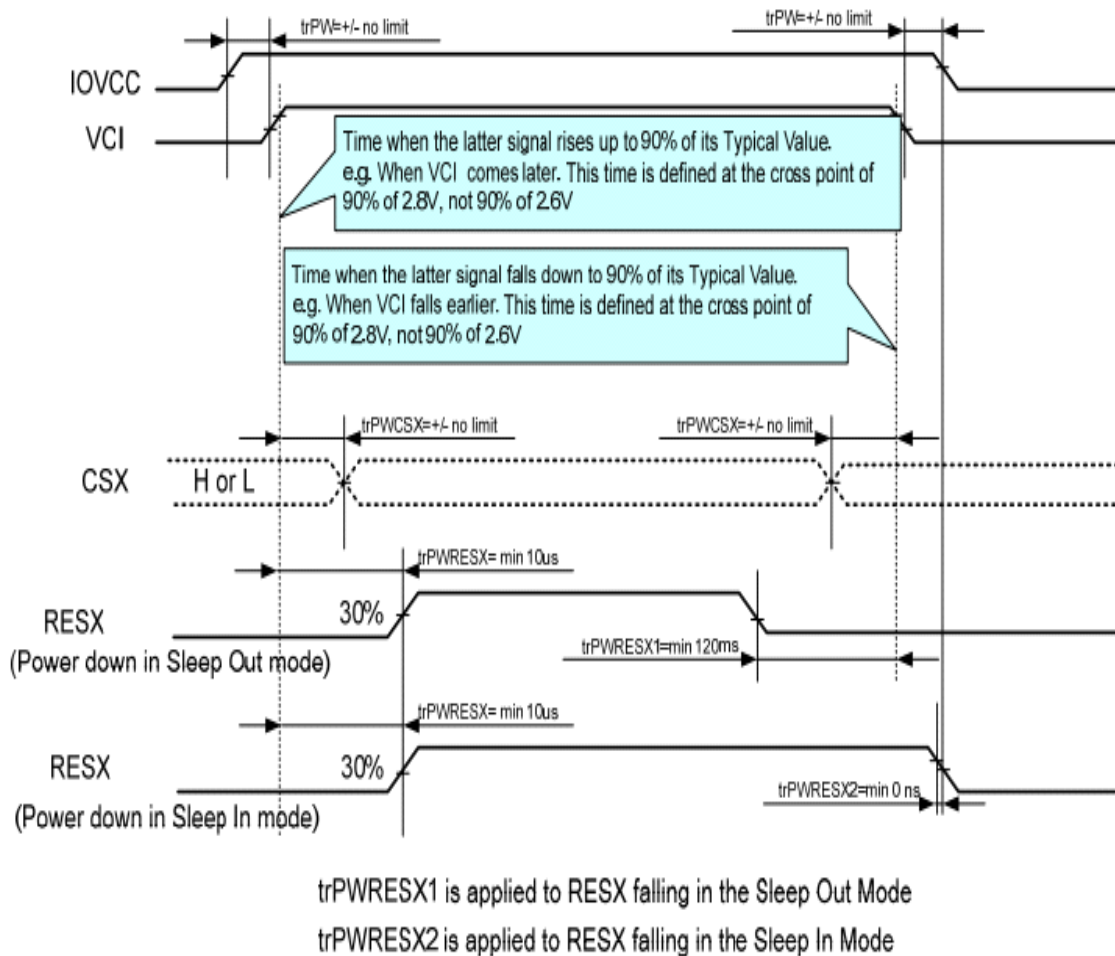 trPW=+/- no limit
trPW=+/- no limit
IOVCC
VCI
Time when the latter signal rises up to 90% of its Typical Value.
e.g. When VCI comes later. This time is defined at the cross point of
90% of 2.8V, not 90% of 2.6V
Time when the latter signal falls down to 90% of its Typical Value.
e.g. When VCI falls earlier. This time is defined at the cross point of
90% of 2.8V, not 90% of 2.6V
trPWCSX=+/- no limit
trPWCSX=+/- no limit
CSX
H or L
trPWRESX= min 10us
30%
RESX
(Power down in Sleep Out mode)
trPWRESX1=min 120ms
trPWRESX= min 10us
30%
RESX
(Power down in Sleep In mode)
trPWRESX2=min 0 ns
trPWRESX1 is applied to RESX falling in the Sleep Out Mode
trPWRESX2 is applied to RESX falling in the Sleep In Mode